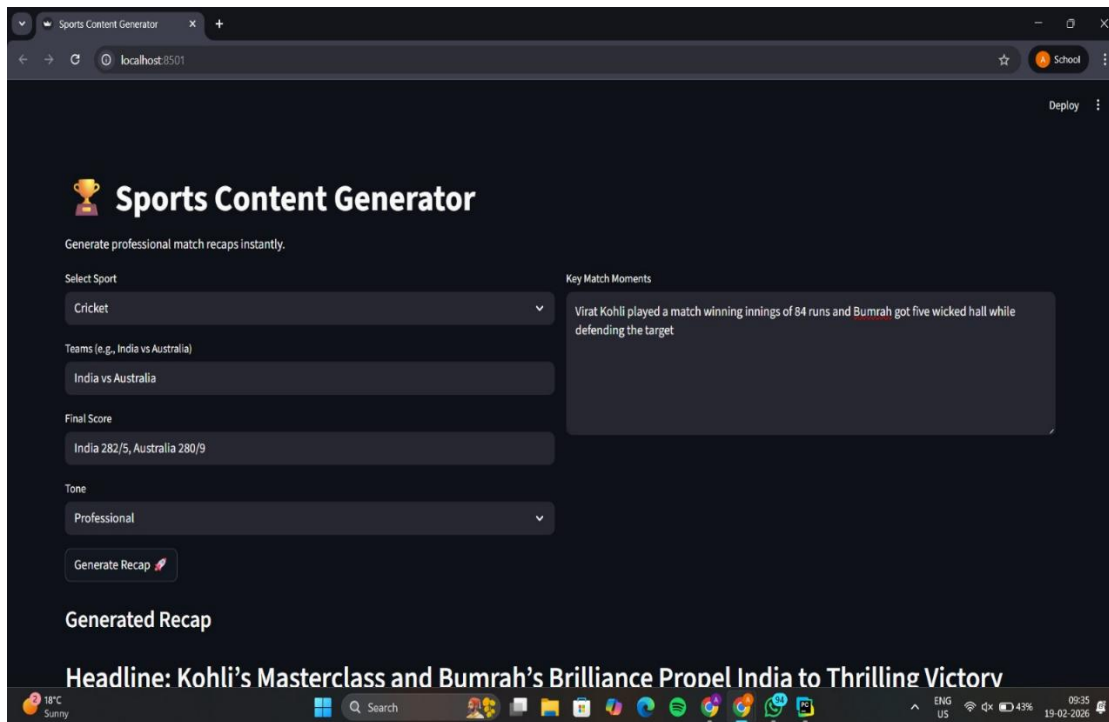 Sports Content Generator
localhost:8501
School
Deploy
🏆 Sports Content Generator
Generate professional match recaps instantly.
Select Sport
Cricket
Teams (e.g., India vs Australia)
India vs Australia
Final Score
India 282/5, Australia 280/9
Tone
Professional
Generate Recap 🚀
Key Match Moments
Virat Kohli played a match winning innings of 84 runs and Bumrah got five wicked hall while
defending the target
Generated Recap
Headline: Kohli’s Masterclass and Bumrah’s Brilliance Propel India to Thrilling Victory
2
18°C
Sunny
Search
94
PC
ENG
US
43%
09:35
19-02-2026